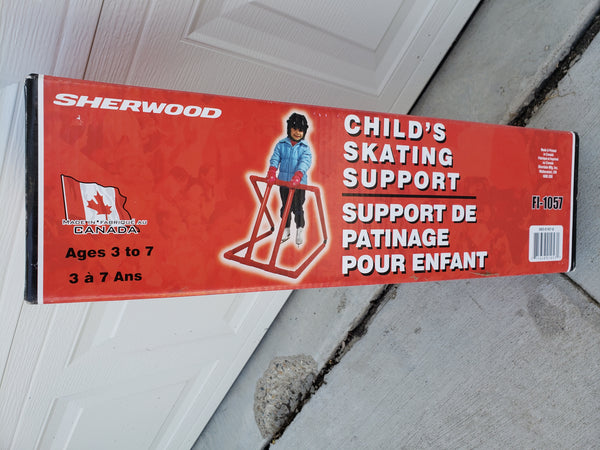 SHERWOOD
CHILD'S
SKATING
SUPPORT
SUPPORT DE
PATINAGE
POUR ENFANT
MADE IN • FABRIQUÉ AU
CANADA
Ages 3 to 7
3 à 7 Ans
FI-1057